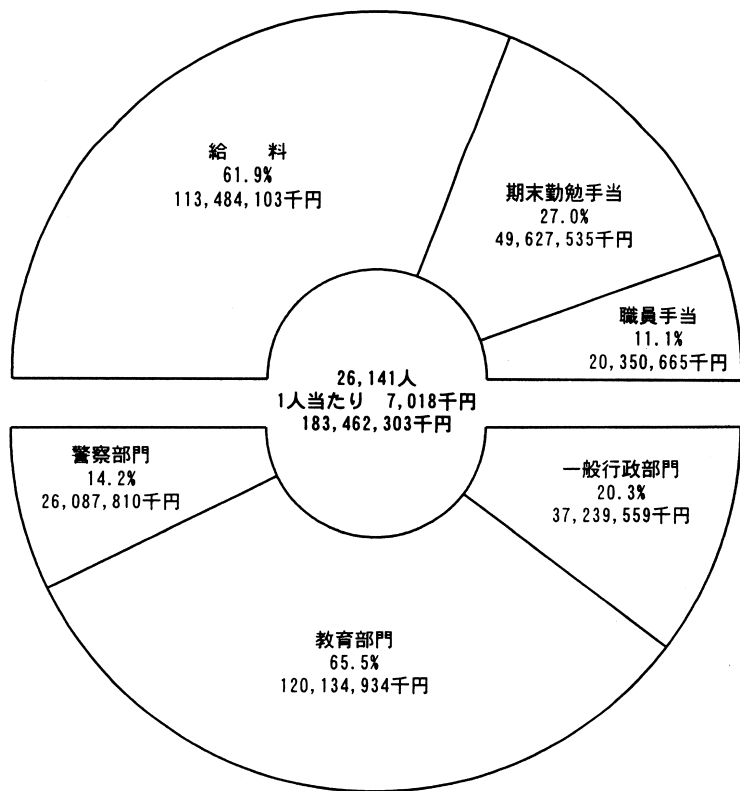 給　料
61.9%
113,484,103千円
期末勤勉手当
27.0%
49,627,535千円
職員手当
11.1%
20,350,665千円
26,141人
1人当たり　7,018千円
183,462,303千円
警察部門
14.2%
26,087,810千円
一般行政部門
20.3%
37,239,559千円
教育部門
65.5%
120,134,934千円